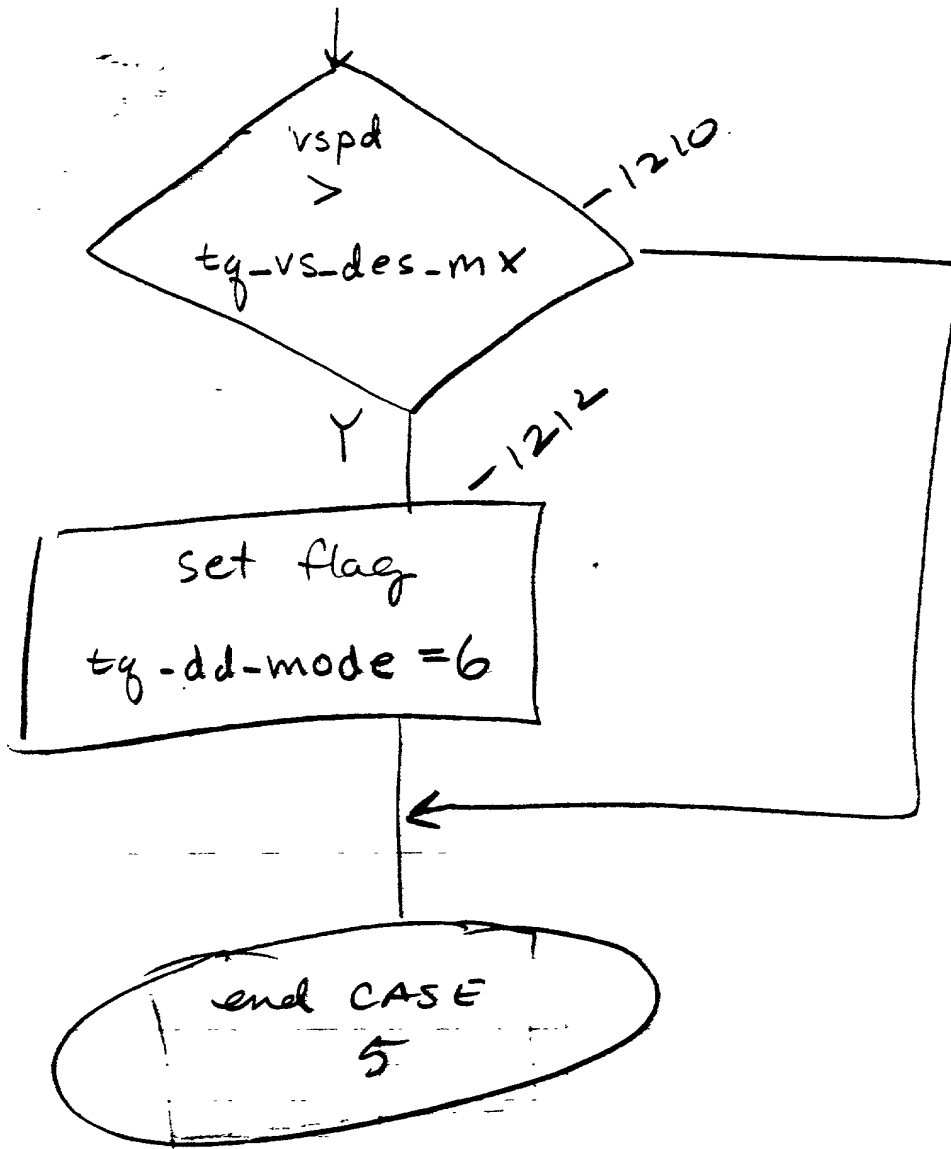 vspd
>
tq_vs_des_mx
-1210
Y
-1212
set flag
tq-dd-mode =6
end CASE
5